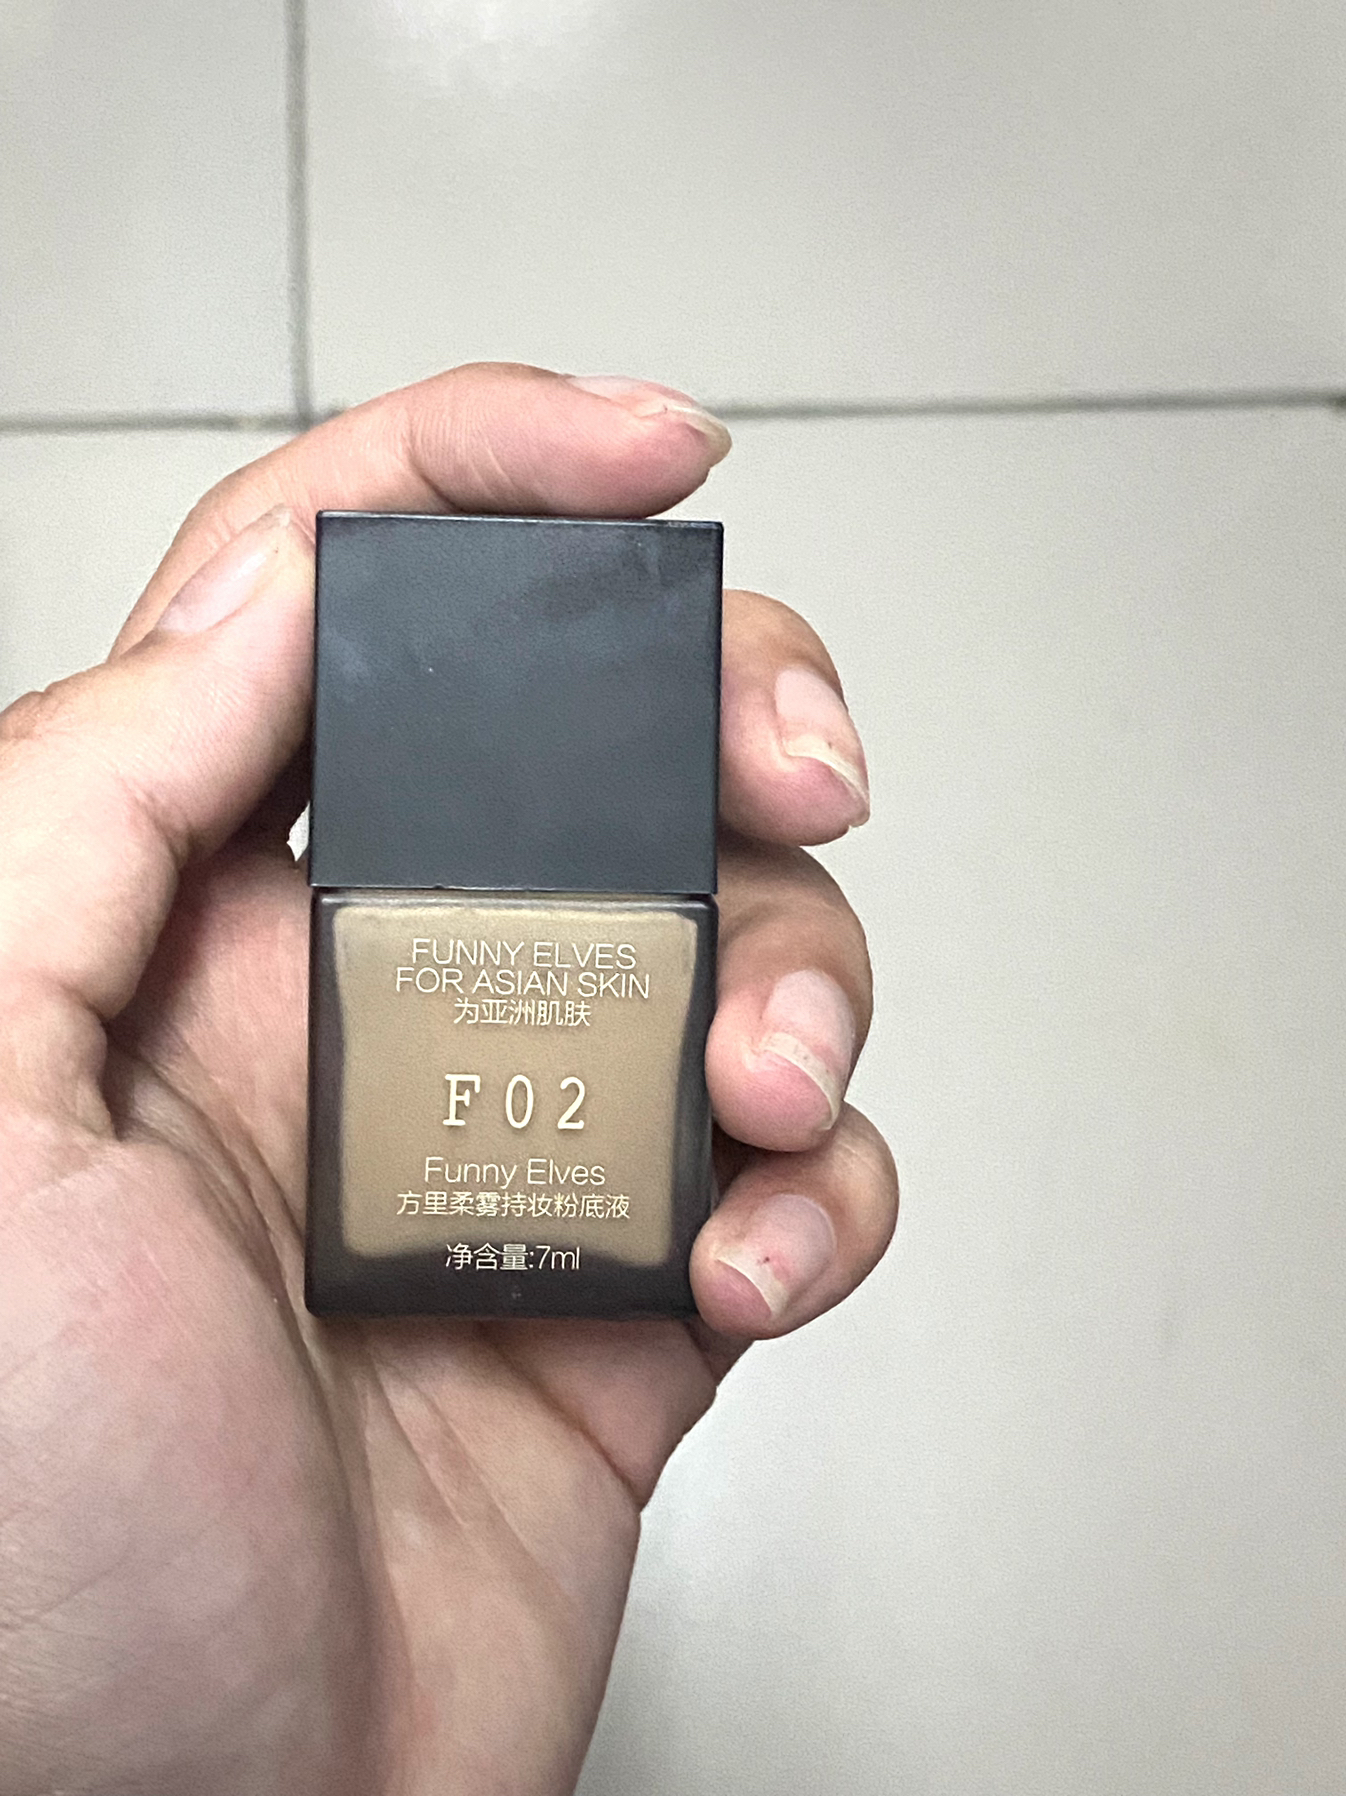 FUNNY ELVES
FOR ASIAN SKIN
为亚洲肌肤
F02
Funny Elves
方里柔雾持妆粉底液
净含量:7ml